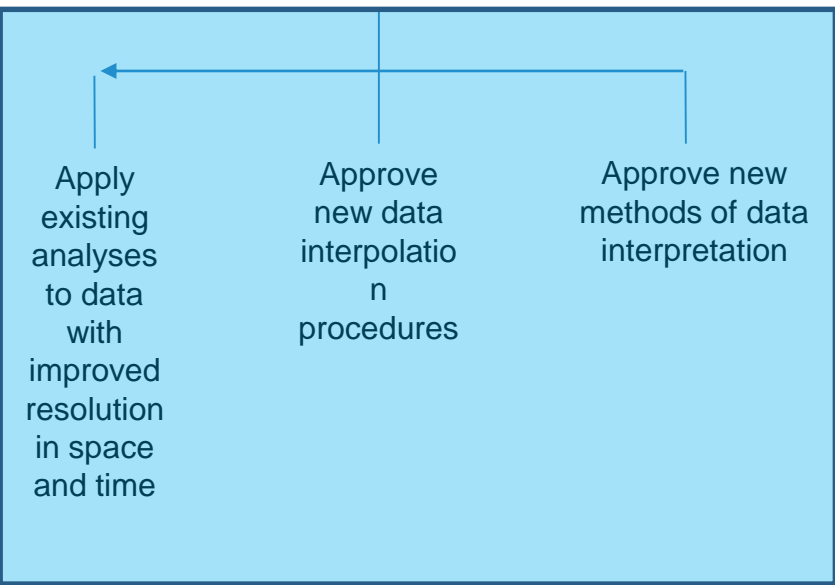 Apply
existing
analyses
to data
with
improved
resolution
in space
and time
Approve
new data
interpolatio
n
procedures
Approve new
methods of data
interpretation